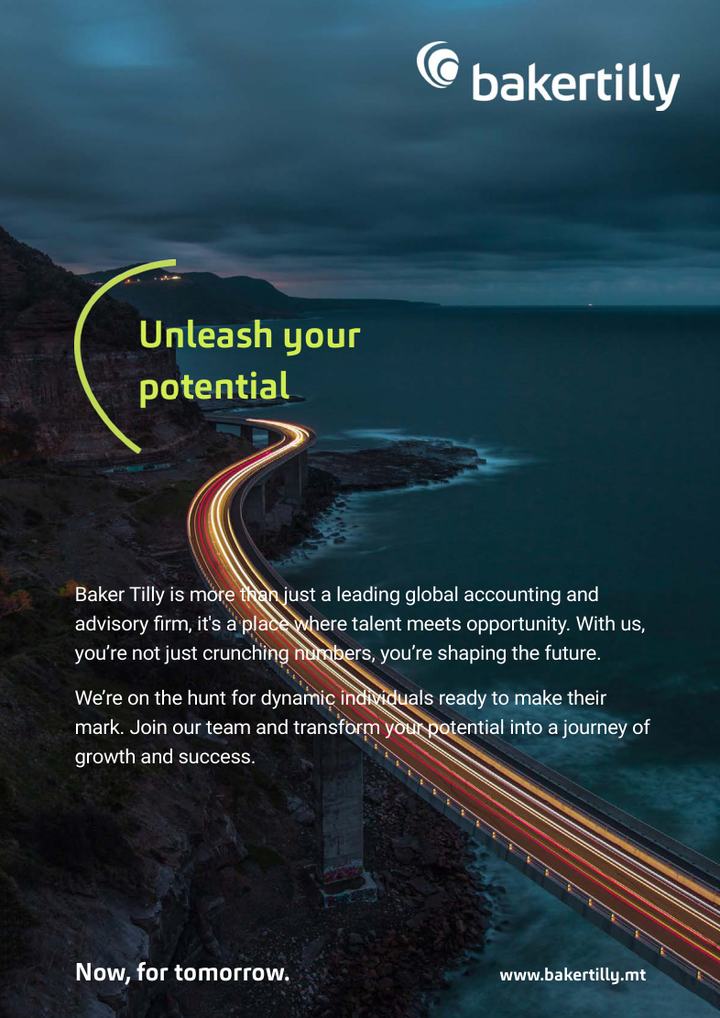 bakertilly
Unleash your
potential
Baker Tilly is more than just a leading global accounting and
advisory firm, it's a place where talent meets opportunity. With us,
you’re not just crunching numbers, you’re shaping the future.
We’re on the hunt for dynamic individuals ready to make their
mark. Join our team and transform your potential into a journey of
growth and success.
Now, for tomorrow.
www.bakertilly.mt